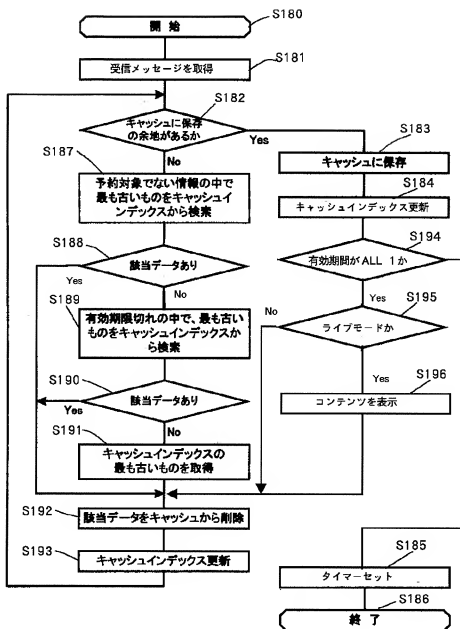 開 始
S180
受信メッセージを取得
S181
キャッシュに保存
の余地があるか
S182
Yes
No
S183
キャッシュに保存
S184
キャッシュインデックス更新
S187
予約対象でない情報の中で
最も古いものをキャッシュイ
ンデックスから検索
S188
該当データあり
Yes
No
S194
有効期間がALL 1か
Yes
S195
ライブモードか
No
Yes
S189
有効期限切れの中で、最も古い
ものをキャッシュインデックスか
ら検索
S190
該当データあり
Yes
No
S196
コンテンツを表示
S191
キャッシュインデックスの
最も古いものを取得
S192
該当データをキャッシュから削除
S193
キャッシュインデックス更新
S185
タイマーセット
S186
終 了